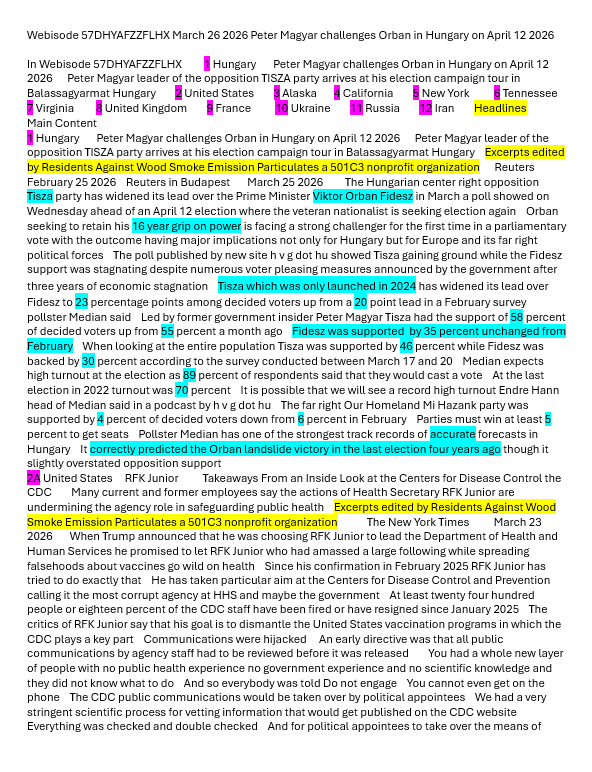 Webisode 57DHYAFZZFLHX March 26 2026 Peter Magyar challenges Orban in Hungary on April 12 2026
In Webisode 57DHYAFZZFLHX 1 Hungary Peter Magyar challenges Orban in Hungary on April 12
2026 Peter Magyar leader of the opposition TISZA party arrives at his election campaign tour in
Balassagyarmat Hungary 2 United States 3 Alaska 4 California 5 New York 6 Tennessee
7 Virginia 8 United Kingdom 9 France 10 Ukraine 11 Russia 12 Iran Headlines
Main Content
1 Hungary Peter Magyar challenges Orban in Hungary on April 12 2026 Peter Magyar leader of the
opposition TISZA party arrives at his election campaign tour in Balassagyarmat Hungary Excerpts edited
by Residents Against Wood Smoke Emission Particulates a 501C3 nonprofit organization Reuters
February 25 2026 Reuters in Budapest March 25 2026 The Hungarian center right opposition
Tisza party has widened its lead over the Prime Minister Viktor Orban Fidesz in March a poll showed on
Wednesday ahead of an April 12 election where the veteran nationalist is seeking election again Orban
seeking to retain his 16 year grip on power is facing a strong challenge for the first time in a parliamentary
vote with the outcome having major implications not only for Hungary but for Europe and its far right
political forces The poll published by new site h v g dot hu showed Tisza gaining ground while the Fidesz
support was stagnating despite numerous voter pleasing measures announced by the government after
three years of economic stagnation Tisza which was only launched in 2024 has widened its lead over
Fidesz to 23 percentage points among decided voters up from a 20 point lead in a February survey
pollster Median said Led by former government insider Peter Magyar Tisza had the support of 58 percent
of decided voters up from 55 percent a month ago Fidesz was supported by 35 percent unchanged from
February When looking at the entire population Tisza was supported by 46 percent while Fidesz was
backed by 30 percent according to the survey conducted between March 17 and 20 Median expects
high turnout at the election as 89 percent of respondents said they would cast a vote At the last
election in 2022 turnout was 70 percent It is possible that we will see a record high turnout Endre Hann
head of Median said in a podcast by h v g dot hu The far right Our Homeland Mi Hazank party was
supported by 4 percent of decided voters down from 6 percent in February Parties must win at least 5
percent to get seats Pollster Median has one of the strongest track records of accurate forecasts in
Hungary It correctly predicted the Orban landslide victory in the last election four years ago though it
slightly overstated opposition support
2A United States RFK Junior Takeaways From an Inside Look at the Centers for Disease Control the
CDC Many current and former employees say the actions of Health Secretary RFK Junior are
undermining the agency role in safeguarding public health Excerpts edited by Residents Against Wood
Smoke Emission Particulates a 501C3 nonprofit organization The New York Times March 23
2026 When Trump announced that he was choosing RFK Junior to lead the Department of Health and
Human Services he promised to let RFK Junior who had amassed a large following while spreading
falsehoods about vaccines go wild on health Since his confirmation in February 2025 RFK Junior has
tried to do exactly that He has taken particular aim at the Centers for Disease Control and Prevention
calling it the most corrupt agency at HHS and maybe the government At least twenty four hundred
people or eighteen percent of the CDC staff have been fired or have resigned since January 2025 The
critics of RFK Junior say that his goal is to dismantle the United States vaccination programs in which the
CDC plays a key part Communications were hijacked An early directive was that all public
communications by agency staff had to be reviewed before it was released You had a whole new layer
of people with no public health experience no government experience and no scientific knowledge and
they did not know what to do And so everybody was told Do not engage You cannot even get on the
phone The CDC public communications would be taken over by political appointees We had a very
stringent scientific process for vetting information that would get published on the CDC website
Everything was checked and double checked And for political appointees to take over the means of